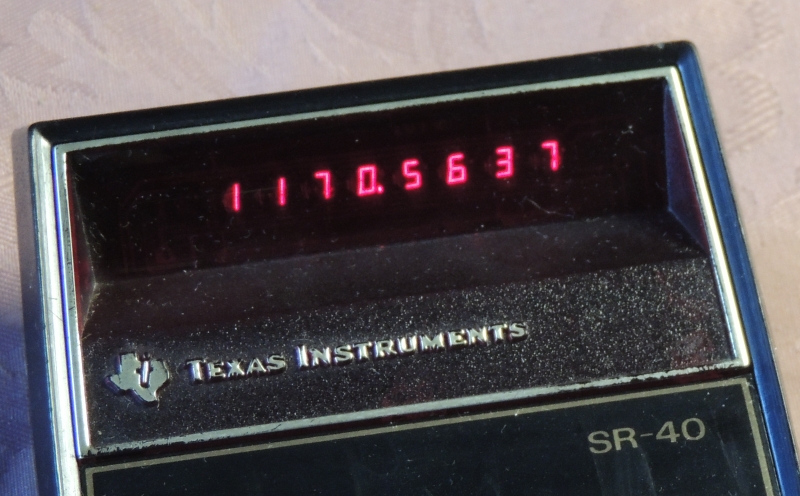 1170.5637
TEXAS INSTRUMENTS
SR-40